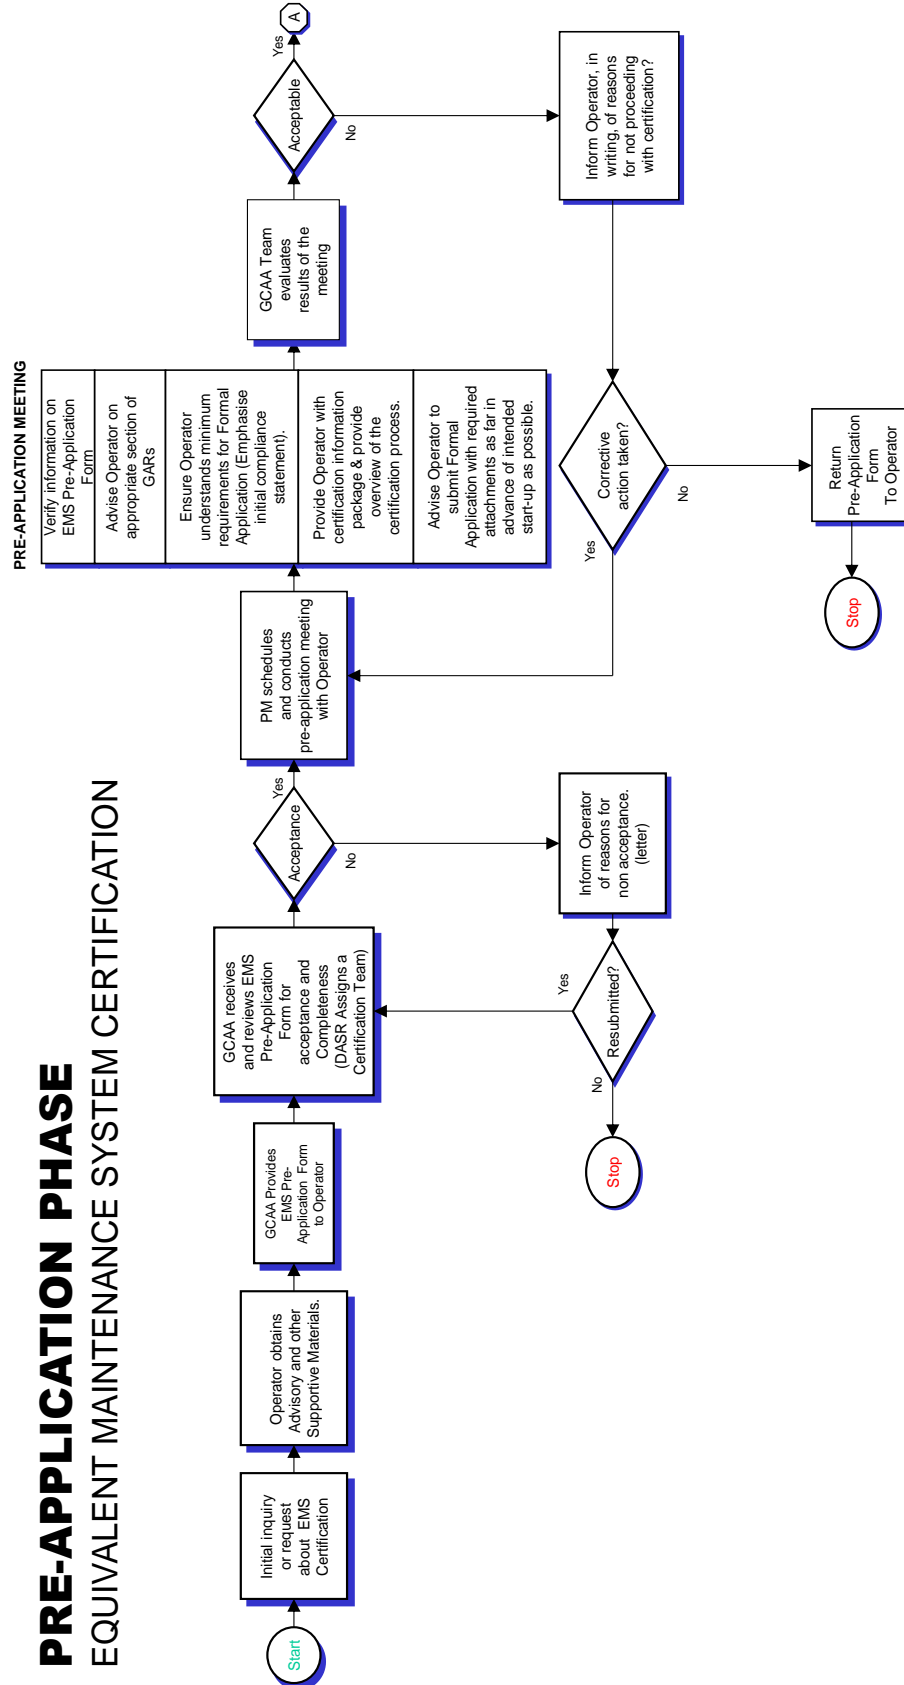 PRE-APPLICATION PHASE
EQUIVALENT MAINTENANCE SYSTEM CERTIFICATION
Start
Initial inquiry
or request
about EMS
Certification
Operator obtains
Advisory and other
Supportive Materials.
GCAA Provides
EMS Pre-
Application Form
to Operator
GCAA receives
and reviews EMS
Pre-Application
Form for
acceptance and
Completeness
(DASR Assigns a
Certification Team)
Acceptance
Yes
No
Inform Operator
of reasons for
non acceptance.
(letter)
Resubmitted?
Yes
No
Stop
PM schedules
and conducts
pre-application meeting
with Operator
PRE-APPLICATION MEETING
Verify information on
EMS Pre-Application
Form
Advise Operator on
appropriate section of
GARs
Ensure Operator
understands minimum
requirements for Formal
Application (Emphasise
initial compliance
statement).
Provide Operator with
certification information
package & provide
overview of the
certification process.
Advise Operator to
submit Formal
Application with required
attachments as far in
advance of intended
start-up as possible.
GCAA Team
evaluates
results of the
meeting
Acceptable
Yes
A
No
Inform Operator, in
writing, of reasons
for not proceeding
with certification?
Corrective
action taken?
Yes
No
Return
Pre-Application
Form
To Operator
Stop